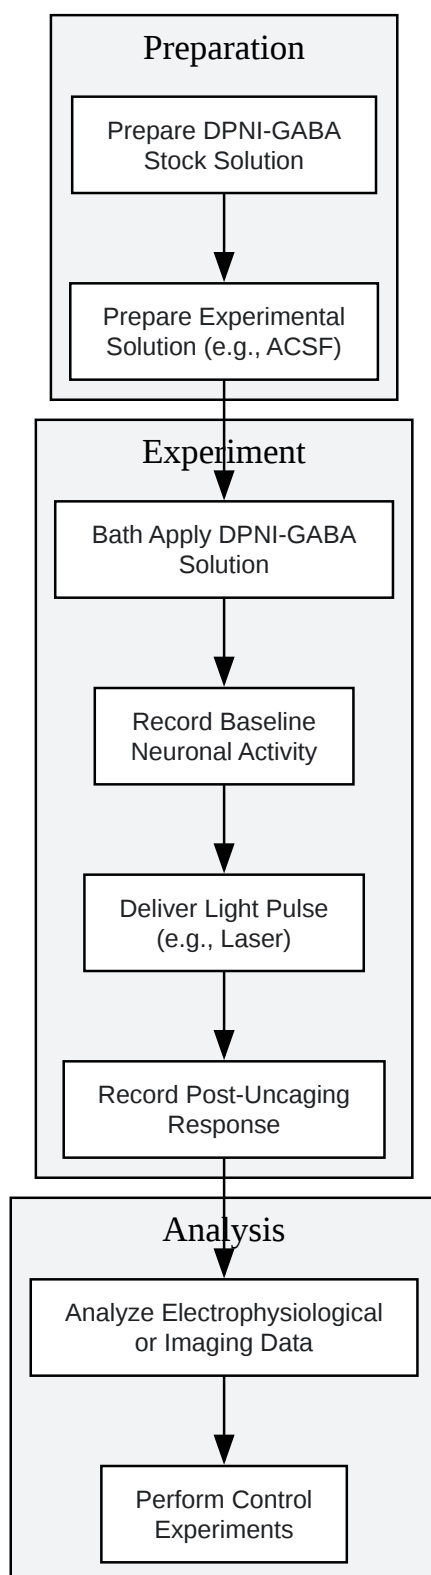 Preparation
Prepare DPNI-GABA
Stock Solution
Prepare Experimental
Solution (e.g., ACSF)
Experiment
Bath Apply DPNI-GABA
Solution
Record Baseline
Neuronal Activity
Deliver Light Pulse
(e.g., Laser)
Record Post-Uncaging
Response
Analysis
Analyze Electrophysiological
or Imaging Data
Perform Control
Experiments